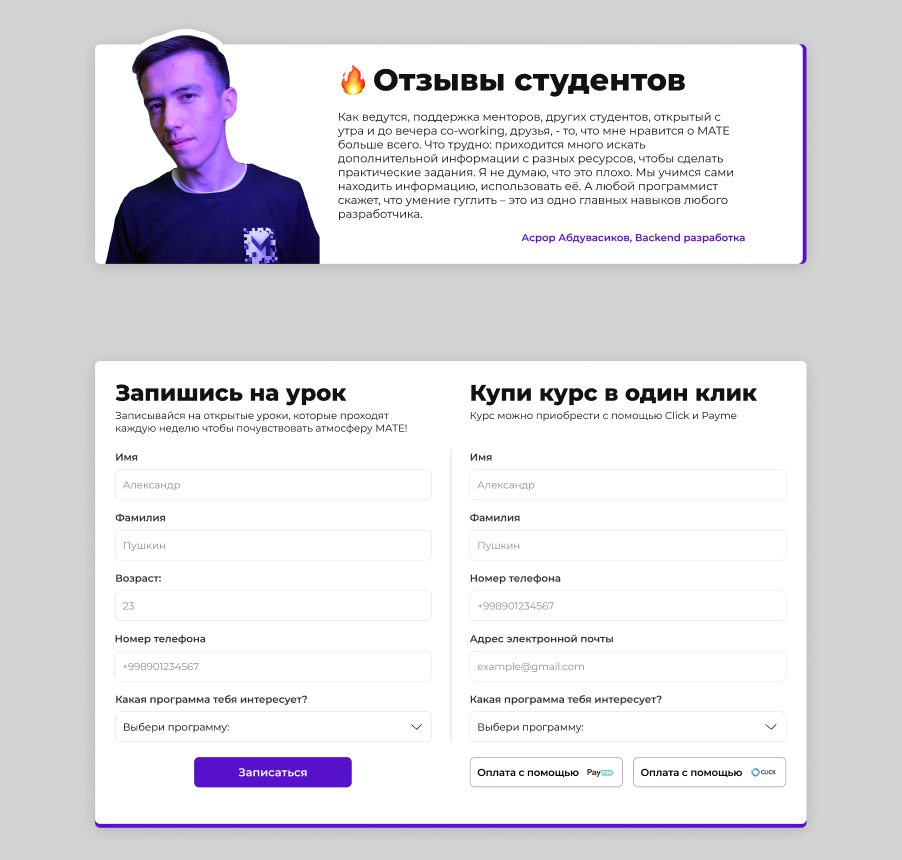 Отзывы студентов
Как ведутся, поддержка менторов, других студентов, открытый с
утра и до вечера co-working, друзья, - то, что мне нравится о MATE
больше всего. Что трудно: приходится много искать
дополнительной информации с разных ресурсов, чтобы сделать
практические задания. Я не думаю, что это плохо. Мы учимся сами
находить информацию, использовать её. А любой программист
скажет, что умение гуглить – это из одно главных навыков любого
разработчика.
Асрор Абдувасиков, Backend разработка
Запишись на урок
Записывайся на открытые уроки, которые проходят
каждую неделю чтобы почувствовать атмосферу MATE!
Имя
Александр
Фамилия
Пушкин
Возраст:
23
Номер телефона
+998901234567
Какая программа тебя интересует?
Выбери программу:
Записаться
Купи курс в один клик
Курс можно приобрести с помощью Click и Payme
Имя
Александр
Фамилия
Пушкин
Номер телефона
+998901234567
Адрес электронной почты
example@gmail.com
Какая программа тебя интересует?
Выбери программу:
Оплата с помощью Payme
Оплата с помощью CLICK